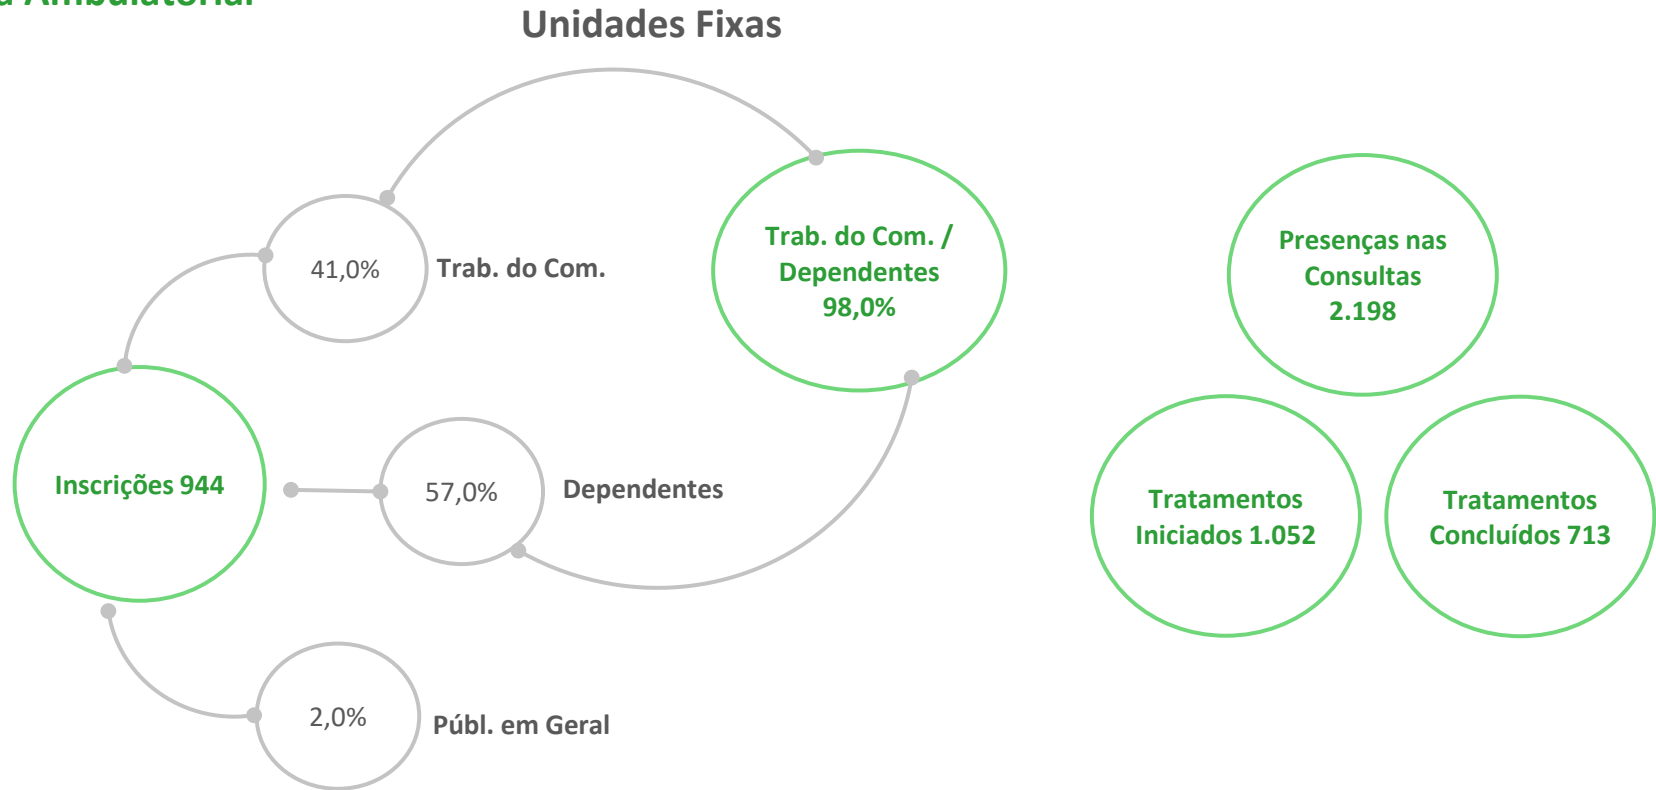 Ambulatorial
Unidades Fixas
41,0%
Trab. do Com.
Trab. do Com. /
Dependentes
98,0%
Presenças nas
Consultas
2.198
Inscrições 944
57,0%
Dependentes
Tratamentos
Iniciados 1.052
Tratamentos
Concluídos 713
2,0%
Públ. em Geral